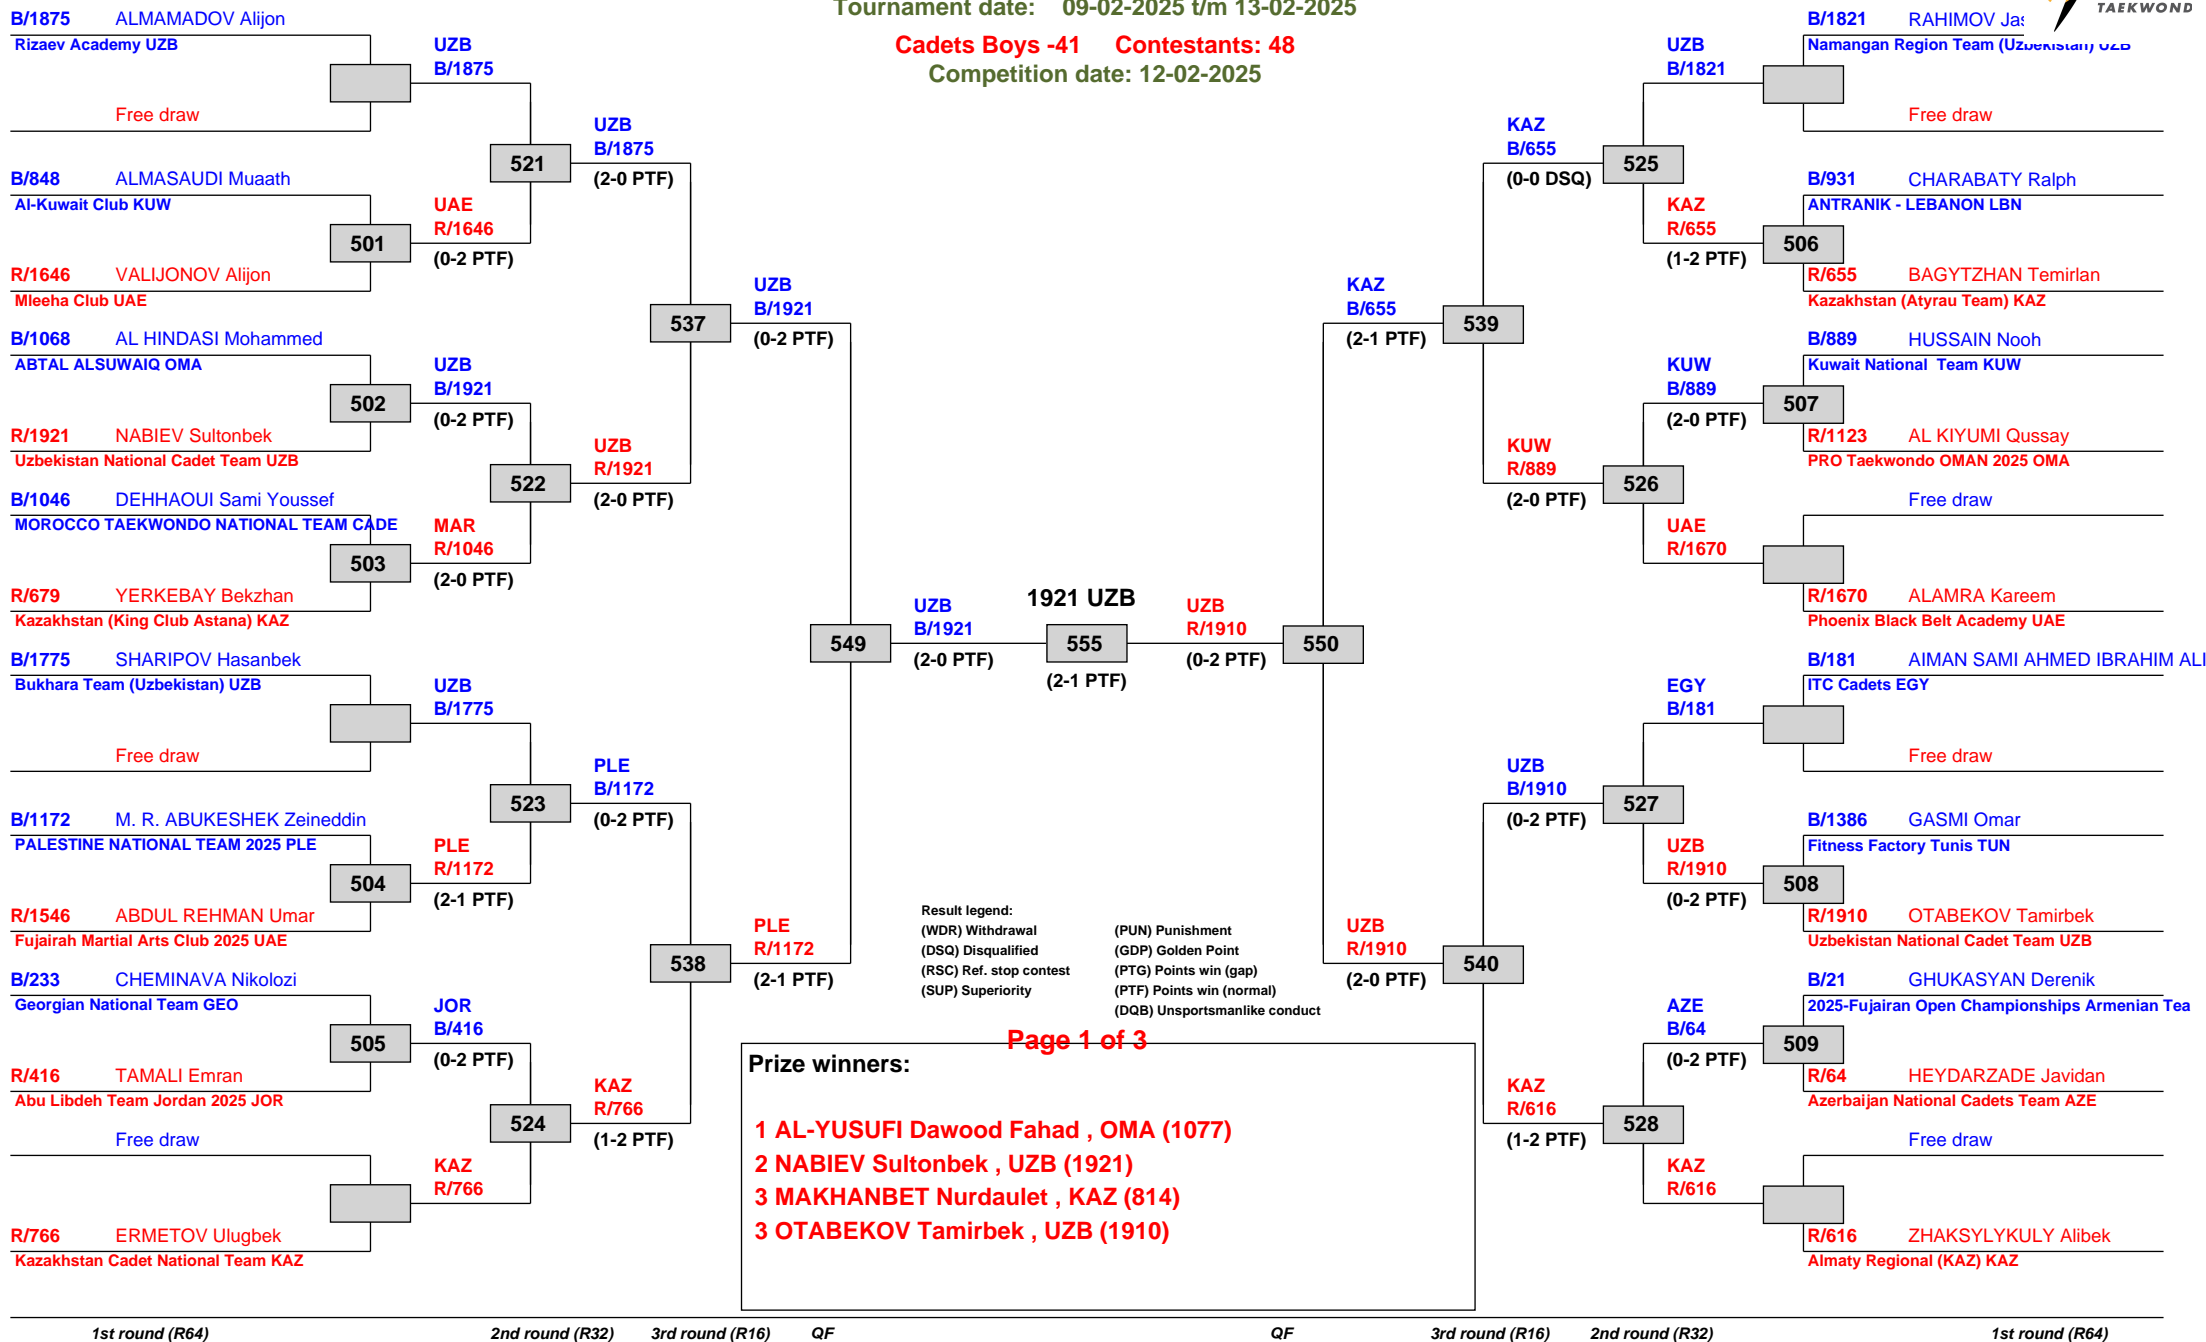 Tournament date: 09-02-2025 t/m 13-02-2025
Cadets Boys -41 Contestants: 48
Competition date: 12-02-2025
TAEKWOND
B/1875 ALMAMADOV Alijon
Rizaev Academy UZB
Free draw
B/848 ALMASAUDI Muaath
Al-Kuwait Club KUW
501
R/1646 VALIJONOV Alijon
Mleeha Club UAE
B/1068 AL HINDASI Mohammed
ABTAL ALSUWAIQ OMA
502
R/1921 NABIEV Sultonbek
Uzbekistan National Cadet Team UZB
B/1046 DEHHAOUI Sami Youssef
MOROCCO TAEKWONDO NATIONAL TEAM CADE
503
R/679 YERKEBAY Bekzhan
Kazakhstan (King Club Astana) KAZ
B/1775 SHARIPOV Hasanbek
Bukhara Team (Uzbekistan) UZB
Free draw
B/1172 M. R. ABUKESHEK Zeineddin
PALESTINE NATIONAL TEAM 2025 PLE
504
R/1546 ABDUL REHMAN Umar
Fujairah Martial Arts Club 2025 UAE
B/233 CHEMINAVA Nikolozi
Georgian National Team GEO
505
R/416 TAMALI Emran
Abu Libdeh Team Jordan 2025 JOR
Free draw
R/766 ERMETOV Ulugbek
Kazakhstan Cadet National Team KAZ
UZB
B/1875
521
UAE
R/1646
(0-2 PTF)
UZB
B/1921
(0-2 PTF)
522
MAR
R/1046
(2-0 PTF)
UZB
B/1775
523
PLE
R/1172
(2-1 PTF)
JOR
B/416
(0-2 PTF)
524
KAZ
R/766
UZB
B/1875
(2-0 PTF)
537
UZB
R/1921
(2-0 PTF)
PLE
B/1172
(0-2 PTF)
538
KAZ
R/766
(1-2 PTF)
UZB
B/1921
(0-2 PTF)
549
PLE
R/1172
(2-1 PTF)
UZB
B/1921
(2-0 PTF)
1921 UZB
555
(2-1 PTF)
UZB
R/1910
(0-2 PTF)
550
KAZ
B/655
(2-1 PTF)
UZB
R/1910
(2-0 PTF)
KAZ
B/655
(0-0 DSQ)
539
KUW
R/889
(2-0 PTF)
UZB
B/1910
(0-2 PTF)
540
KAZ
R/616
(1-2 PTF)
UZB
B/1821
525
KAZ
R/655
(1-2 PTF)
KUW
B/889
(2-0 PTF)
526
UAE
R/1670
EGY
B/181
527
UZB
R/1910
(0-2 PTF)
AZE
B/64
(0-2 PTF)
528
KAZ
R/616
B/1821 RAHIMOV
Namangan Region Team (Uzbekistan) UZB
Free draw
B/931 CHARABATY Ralph
ANTRANIK - LEBANON LBN
506
R/655 BAGYTZHAN Temirlan
Kazakhstan (Atyrau Team) KAZ
B/889 HUSSAIN Nooh
Kuwait National Team KUW
507
R/1123 AL KIYUMI Qussay
PRO Taekwondo OMAN 2025 OMA
Free draw
R/1670 ALAMRA Kareem
Phoenix Black Belt Academy UAE
B/181 AIMAN SAMI AHMED IBRAHIM ALI
ITC Cadets EGY
Free draw
B/1386 GASMI Omar
Fitness Factory Tunis TUN
508
R/1910 OTABEKOV Tamirbek
Uzbekistan National Cadet Team UZB
B/21 GHUKASYAN Derenik
2025-Fujairan Open Championships Armenian Tea
509
R/64 HEYDARZADE Javidan
Azerbaijan National Cadets Team AZE
Free draw
R/616 ZHAKSYLYKULY Alibek
Almaty Regional (KAZ) KAZ
Result legend:
(WDR) Withdrawal (PUN) Punishment
(DSQ) Disqualified (GDP) Golden Point
(RSC) Ref. stop contest (PTG) Points win (gap)
(SUP) Superiority (PTF) Points win (normal)
(DQB) Unsportsmanlike conduct
Page 1 of 3
Prize winners:
1 AL-YUSUFI Dawood Fahad , OMA (1077)
2 NABIEV Sultonbek , UZB (1921)
3 MAKHANBET Nurdaulet , KAZ (814)
3 OTABEKOV Tamirbek , UZB (1910)
1st round (R64) 2nd round (R32) 3rd round (R16) QF QF 3rd round (R16) 2nd round (R32) 1st round (R64)